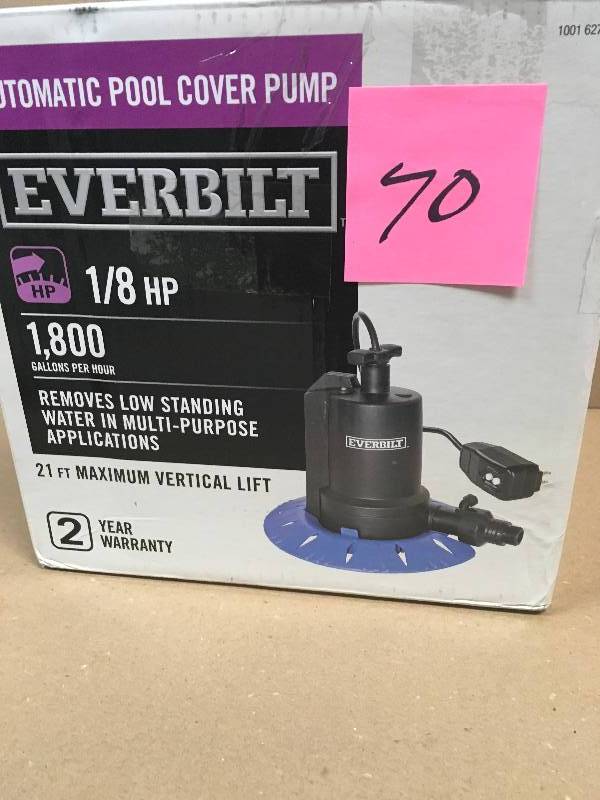 1001 627
UTOMATIC POOL COVER PUMP
EVERBILT
70
HP
1/8 HP
1,800
GALLONS PER HOUR
REMOVES LOW STANDING
WATER IN MULTI-PURPOSE
APPLICATIONS
EVERBILT
21 FT MAXIMUM VERTICAL LIFT
2 YEAR
WARRANTY